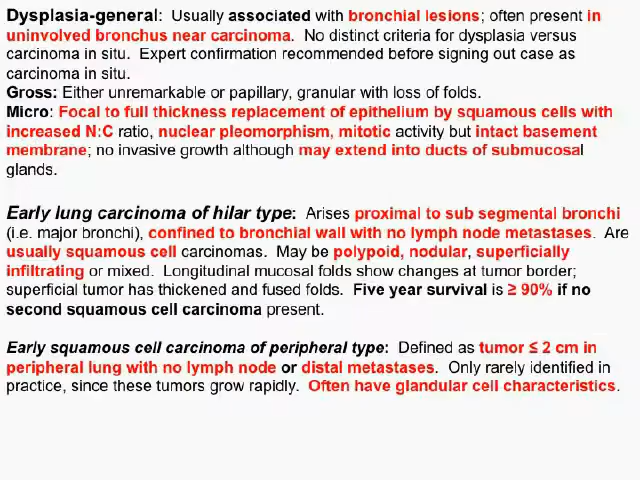 Dysplasia-general:  Usually associated with bronchial lesions; often present in
uninvolved bronchus near carcinoma.  No distinct criteria for dysplasia versus
carcinoma in situ.  Expert confirmation recommended before signing out case as
carcinoma in situ.
Gross: Either unremarkable or papillary, granular with loss of folds.
Micro: Focal to full thickness replacement of epithelium by squamous cells with
increased N:C ratio, nuclear pleomorphism, mitotic activity but intact basement
membrane; no invasive growth although may extend into ducts of submucosal
glands.
Early lung carcinoma of hilar type:  Arises proximal to sub segmental bronchi
(i.e. major bronchi), confined to bronchial wall with no lymph node metastases.  Are
usually squamous cell carcinomas.  May be polypoid, nodular, superficially
infiltrating or mixed.  Longitudinal mucosal folds show changes at tumor border;
superficial tumor has thickened and fused folds.  Five year survival is ≥ 90% if no
second squamous cell carcinoma present.
Early squamous cell carcinoma of peripheral type:  Defined as tumor ≤ 2 cm in
peripheral lung with no lymph node or distal metastases.  Only rarely identified in
practice, since these tumors grow rapidly.  Often have glandular cell characteristics.